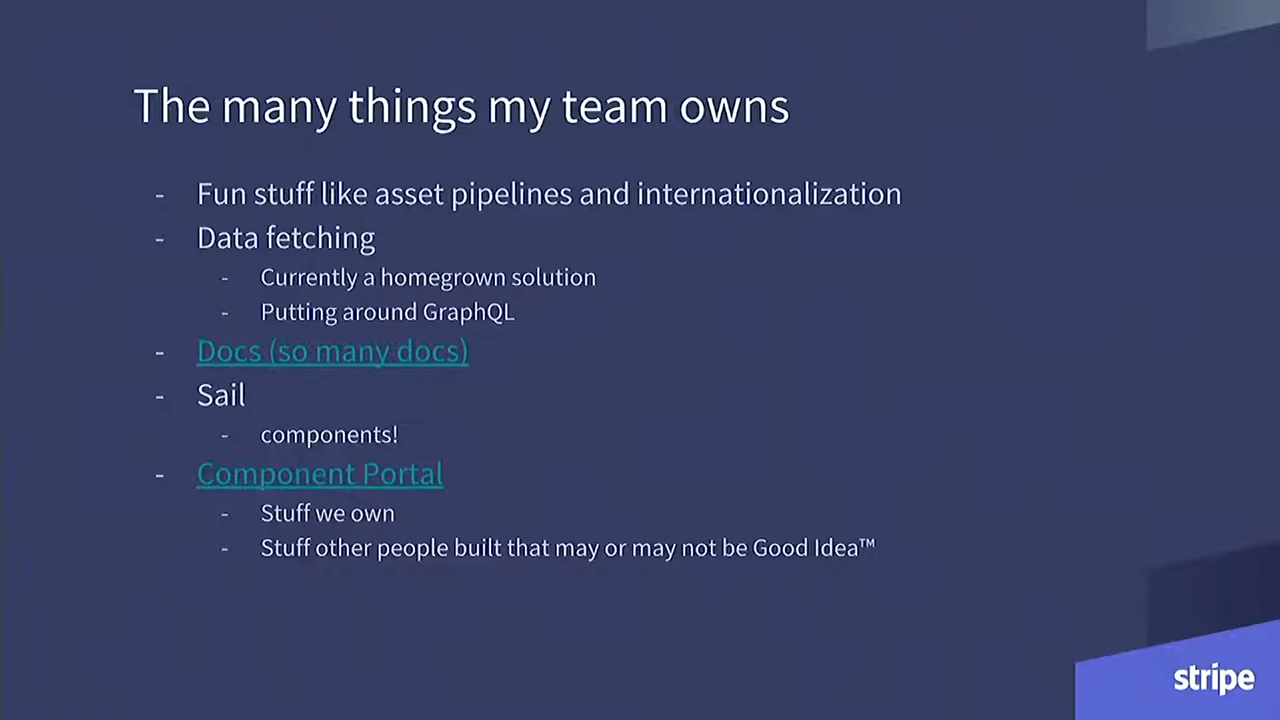 The many things my team owns
- Fun stuff like asset pipelines and internationalization
- Data fetching
- Currently a homegrown solution
- Putting around GraphQL
- Docs (so many docs)
- Sail
- components!
- Component Portal
- Stuff we own
- Stuff other people built that may or may not be Good Idea™
stripe